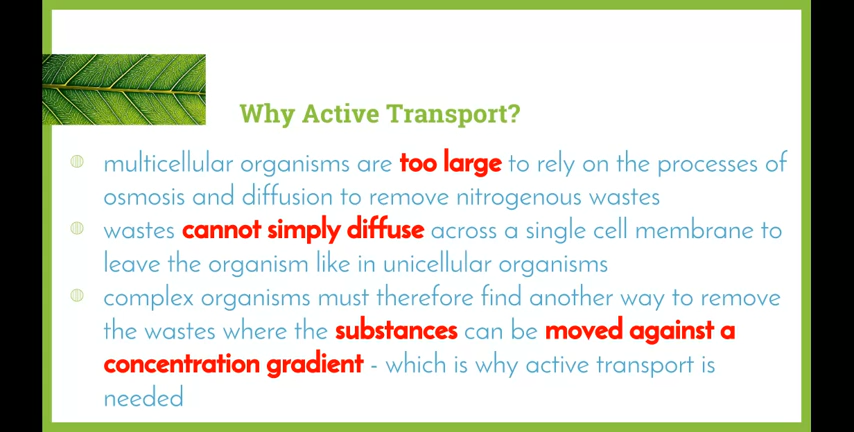 Why Active Transport?
multicellular organisms are too large to rely on the processes of
osmosis and diffusion to remove nitrogenous wastes
wastes cannot simply diffuse across a single cell membrane to
leave the organism like in unicellular organisms
complex organisms must therefore find another way to remove
the wastes where the substances can be moved against a
concentration gradient - which is why active transport is
needed